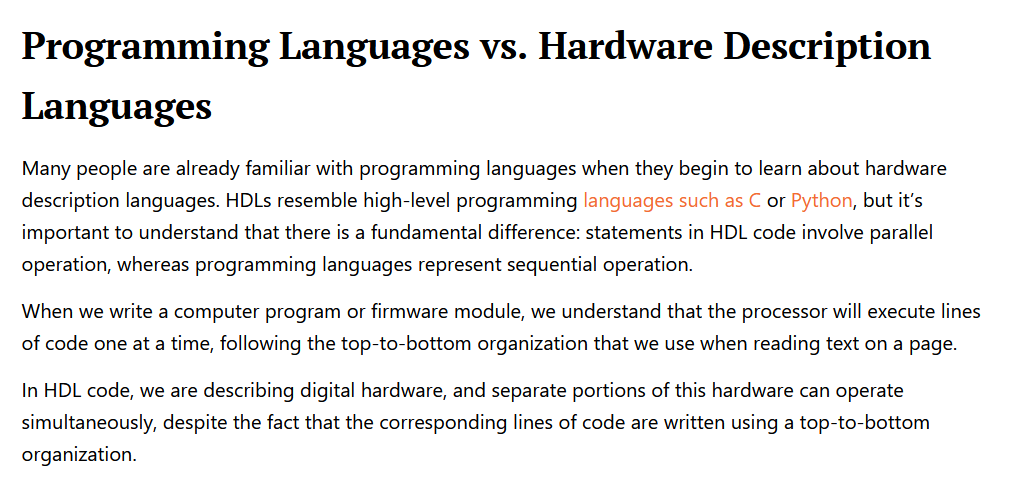 Programming Languages vs. Hardware Description
Languages
Many people are already familiar with programming languages when they begin to learn about hardware
description languages. HDLs resemble high-level programming languages such as C or Python, but it’s
important to understand that there is a fundamental difference: statements in HDL code involve parallel
operation, whereas programming languages represent sequential operation.
When we write a computer program or firmware module, we understand that the processor will execute lines
of code one at a time, following the top-to-bottom organization that we use when reading text on a page.
In HDL code, we are describing digital hardware, and separate portions of this hardware can operate
simultaneously, despite the fact that the corresponding lines of code are written using a top-to-bottom
organization.